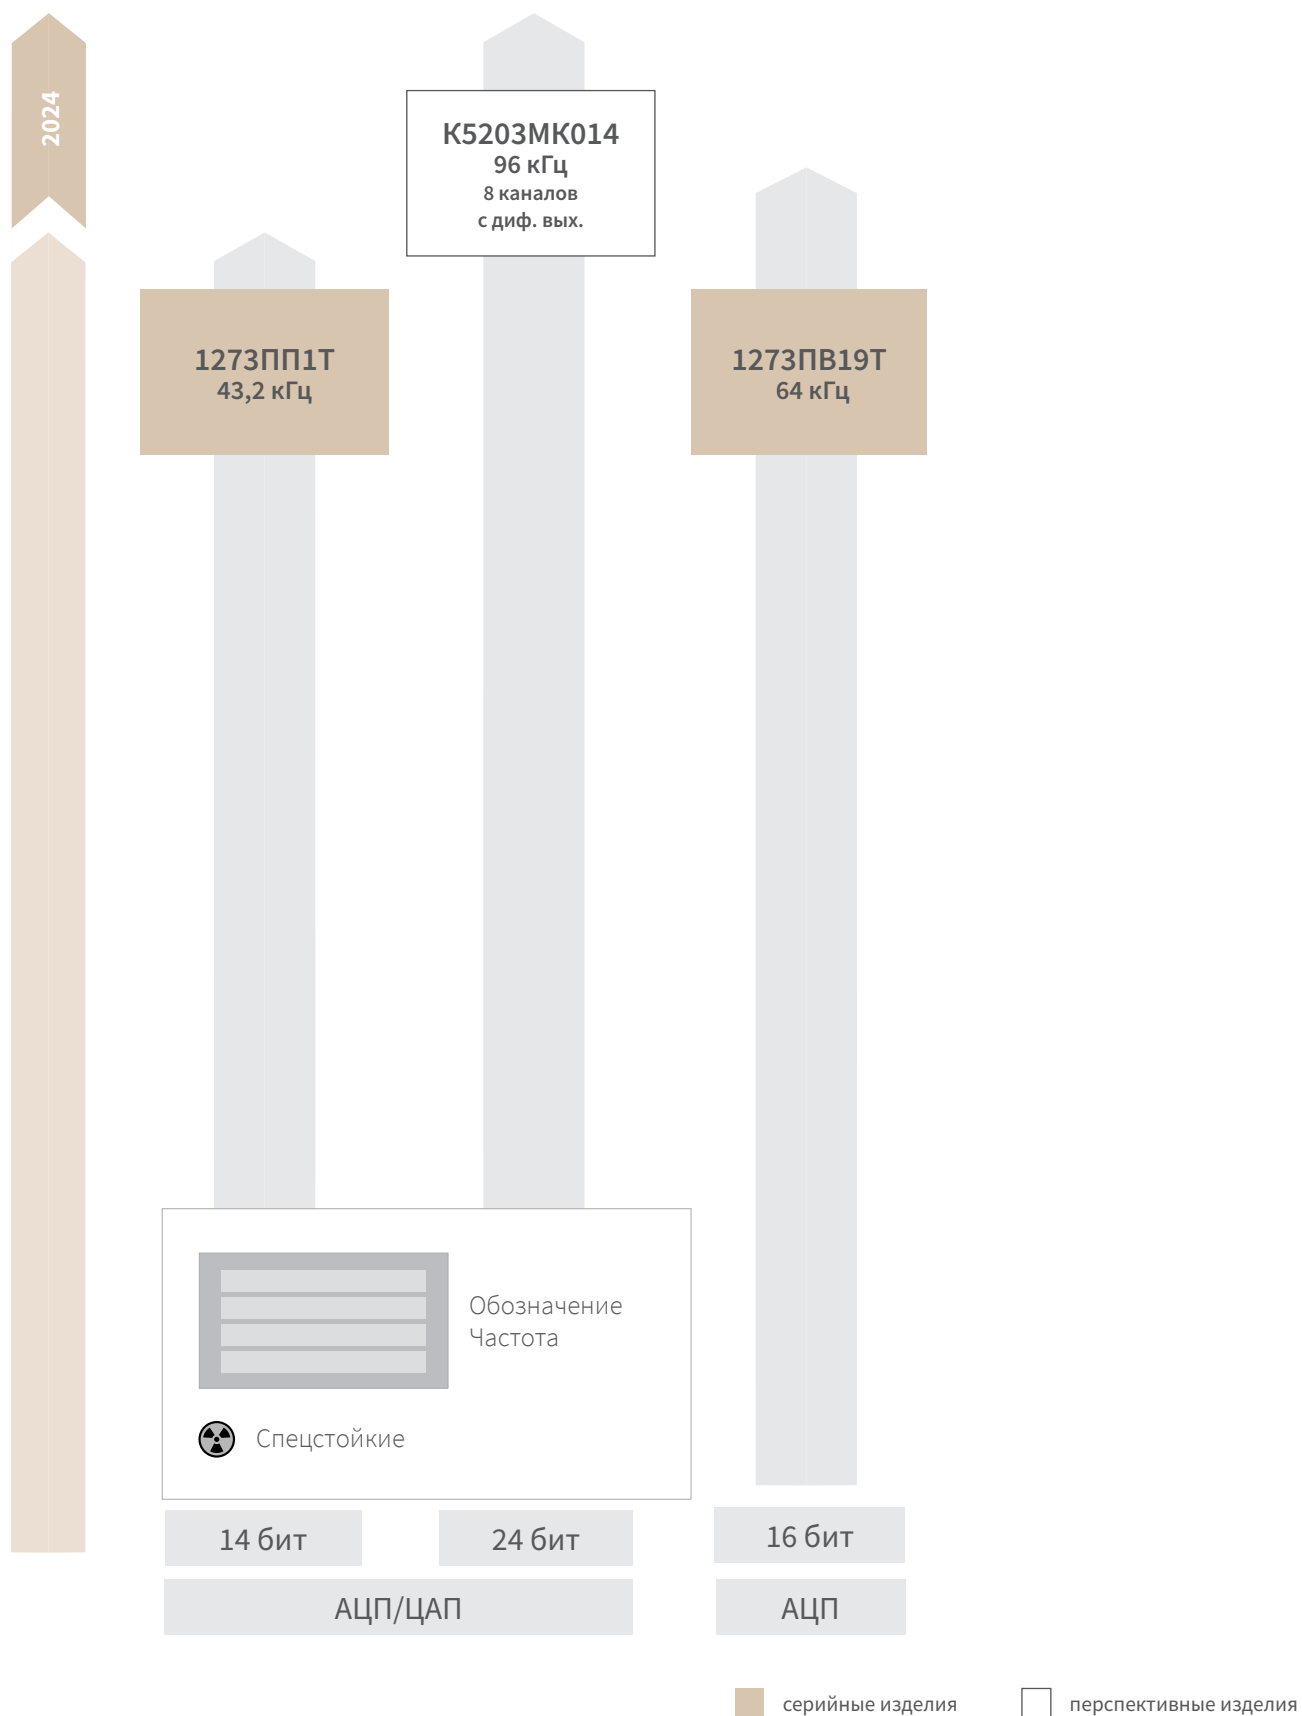 2024
К5203МК014
96 кГц
8 каналов
с диф. вых.
1273ПП1Т
43,2 кГц
1273ПВ19Т
64 кГц
Обозначение
Частота
Спецстойкие
14 бит
24 бит
16 бит
АЦП/ЦАП
АЦП
серийные изделия
перспективные изделия